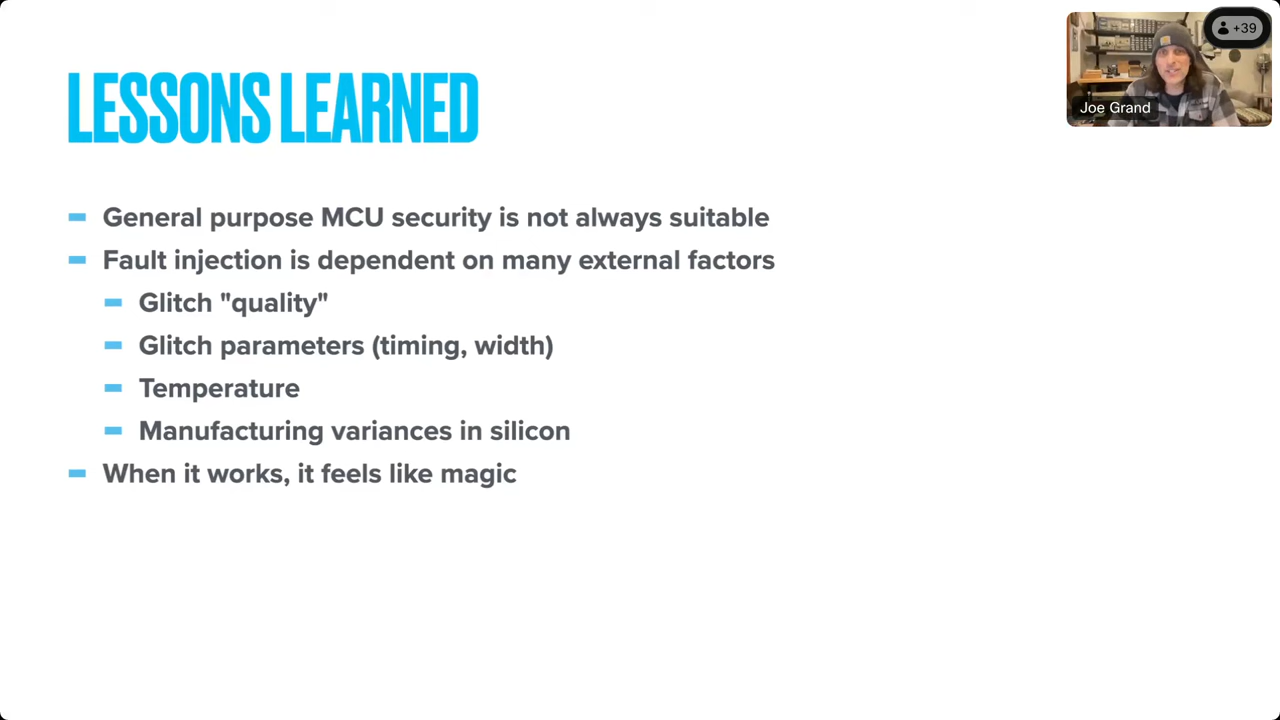 +39
Joe Grand
LESSONS LEARNED
General purpose MCU security is not always suitable
Fault injection is dependent on many external factors
Glitch "quality"
Glitch parameters (timing, width)
Temperature
Manufacturing variances in silicon
When it works, it feels like magic